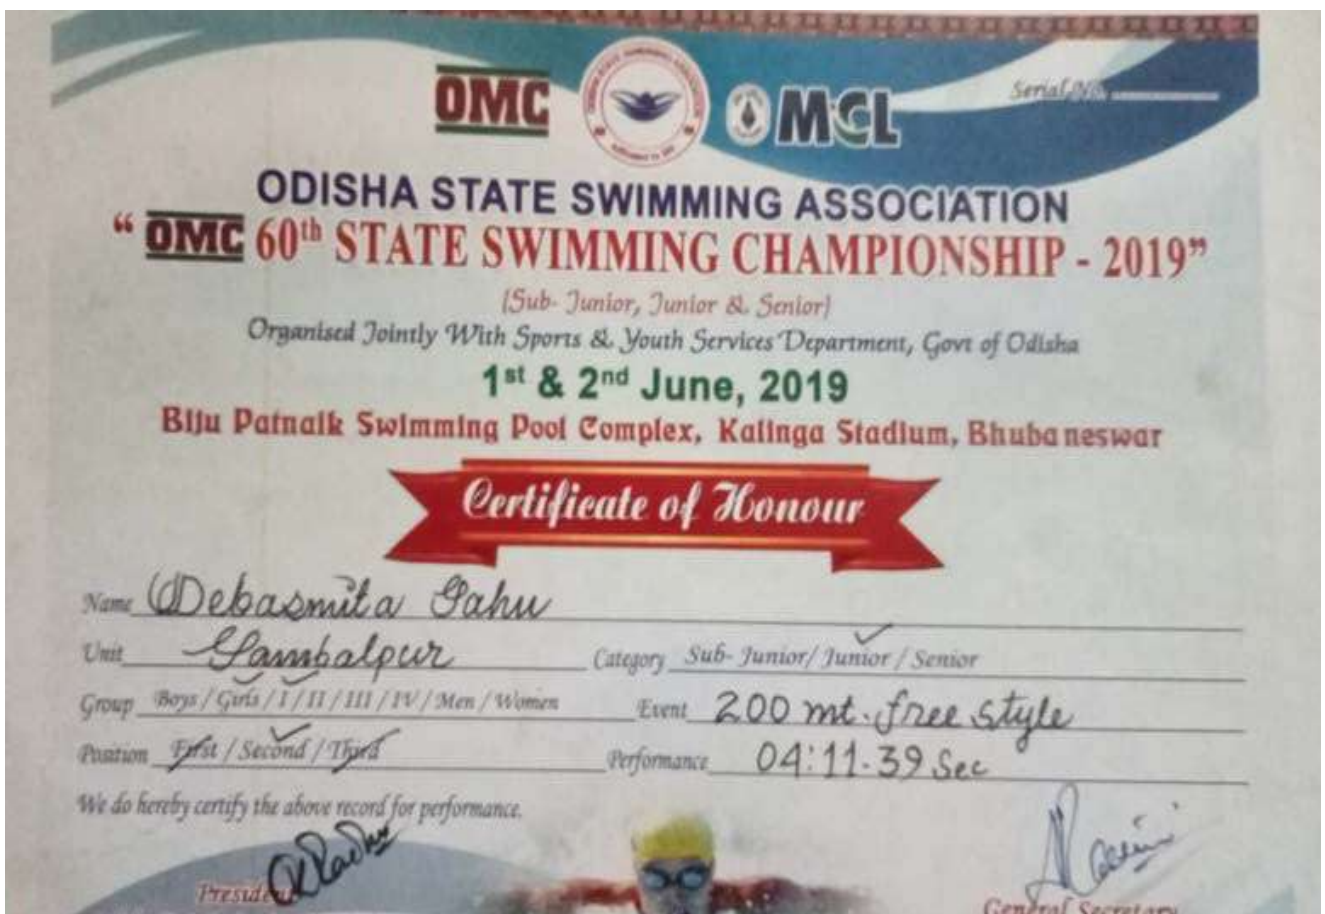 OMC MCL Serial No.
ODISHA STATE SWIMMING ASSOCIATION
“ OMC 60th STATE SWIMMING CHAMPIONSHIP - 2019”
(Sub- Junior, Junior & Senior)
Organised Jointly With Sports & Youth Services Department, Govt of Odisha
1st & 2nd June, 2019
Biju Patnaik Swimming Pool Complex, Kalinga Stadium, Bhubaneswar
Certificate of Honour
Name Debasmita Sahu
Unit Sambalpur Category Sub- Junior/ Junior / Senior
Group Boys / Girls / I / II / III / IV / Men / Women Event 200 mt. free style
Position First / Second / Third Performance 04:11.39 Sec
We do hereby certify the above record for performance.
President General Secretary